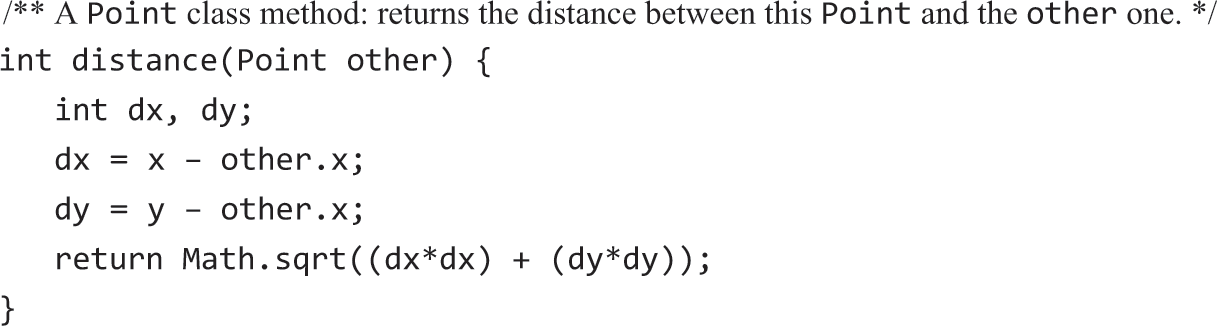 /** A Point class method: returns the distance between this Point and the other one. */
int distance(Point other) {
int dx, dy;
dx = x – other.x;
dy = y – other.x;
return Math.sqrt((dx*dx) + (dy*dy));
}